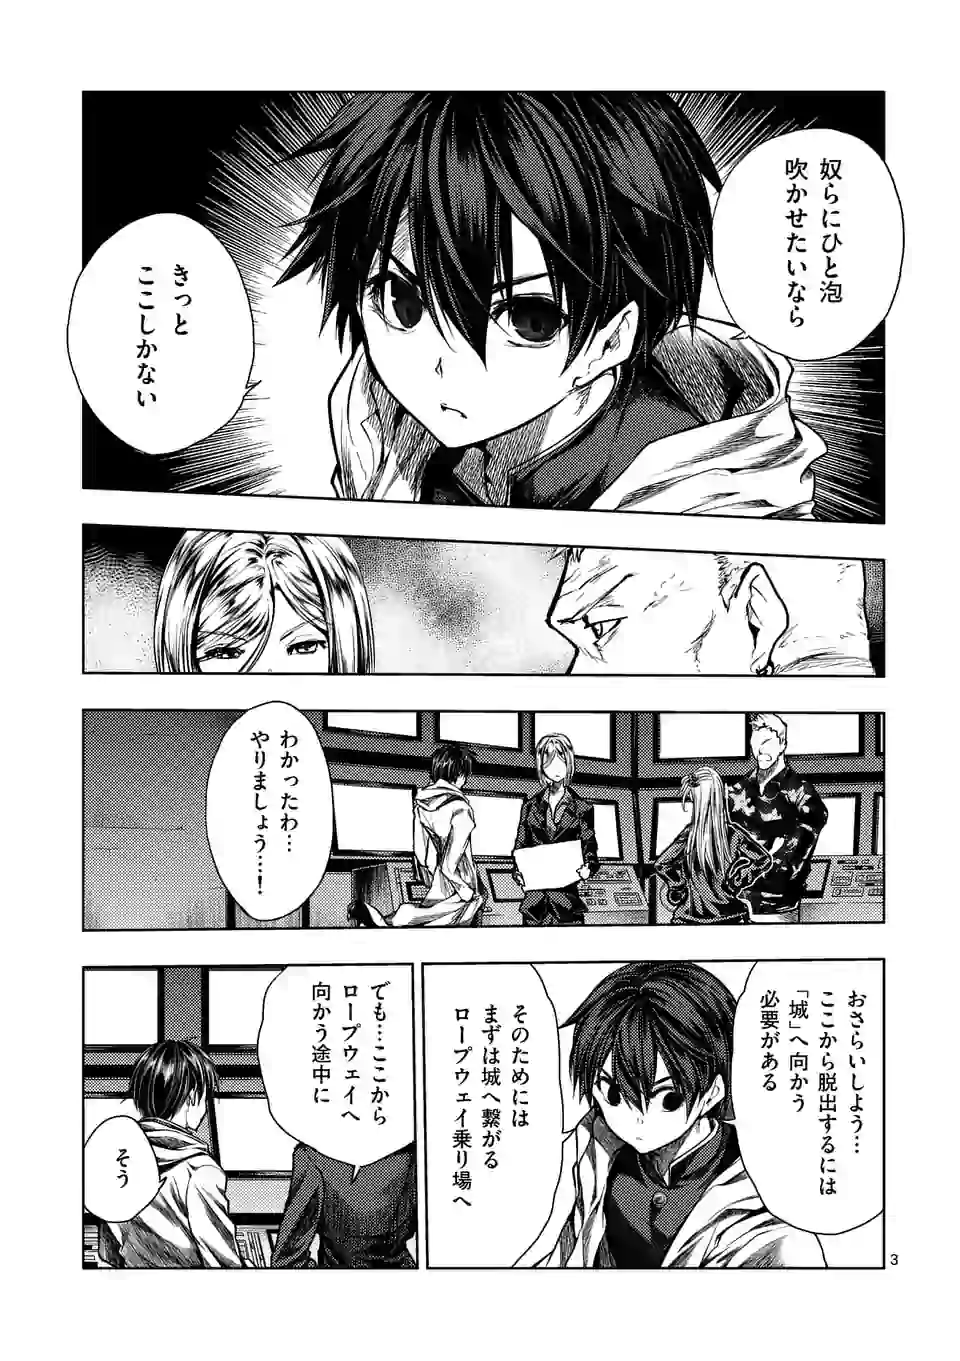 奴らにひと泡
吹かせたいなら
きっと
ここしかない
わかったわ…
やりましょう…！
おさらいしよう…
ここから脱出するには
「城」へ向かう
必要がある
そのためには
まずは城へ繋がる
ロープウェイ乗り場へ
でも…ここから
ロープウェイへ
向かう途中に
そう
3